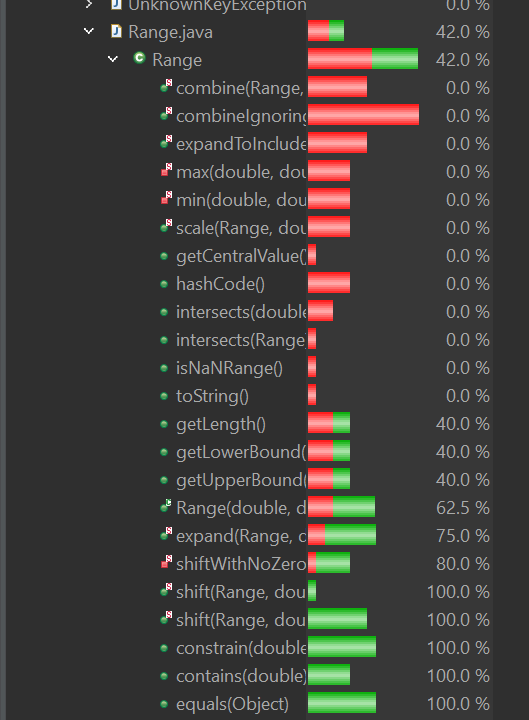 UnknownKeyException 0.0 %
Range.java 42.0 %
Range 42.0 %
combine(Range, 0.0 %
combineIgnoring 0.0 %
expandToInclude 0.0 %
max(double, dou 0.0 %
min(double, dou 0.0 %
scale(Range, dou 0.0 %
getCentralValue() 0.0 %
hashCode() 0.0 %
intersects(double 0.0 %
intersects(Range) 0.0 %
isNaNRange() 0.0 %
toString() 0.0 %
getLength() 40.0 %
getLowerBound( 40.0 %
getUpperBound( 40.0 %
Range(double, d 62.5 %
expand(Range, d 75.0 %
shiftWithNoZero 80.0 %
shift(Range, dou 100.0 %
shift(Range, dou 100.0 %
constrain(double 100.0 %
contains(double) 100.0 %
equals(Object) 100.0 %